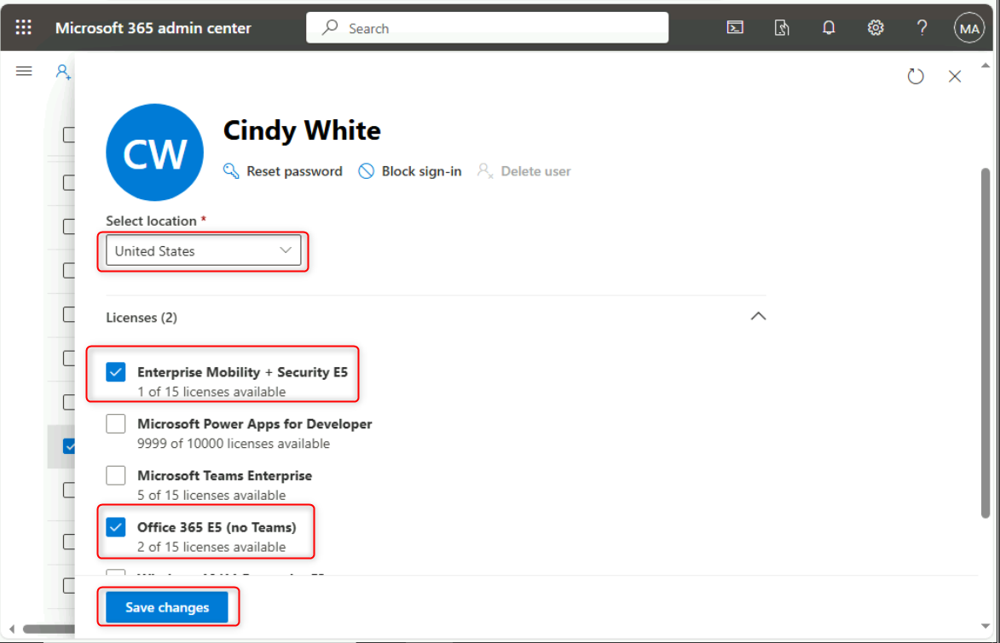 Microsoft 365 admin center
Search
MA
CW
Cindy White
Reset password
Block sign-in
Delete user
Select location *
United States
Licenses (2)
Enterprise Mobility + Security E5
1 of 15 licenses available
Microsoft Power Apps for Developer
9999 of 10000 licenses available
Microsoft Teams Enterprise
5 of 15 licenses available
Office 365 E5 (no Teams)
2 of 15 licenses available
Save changes